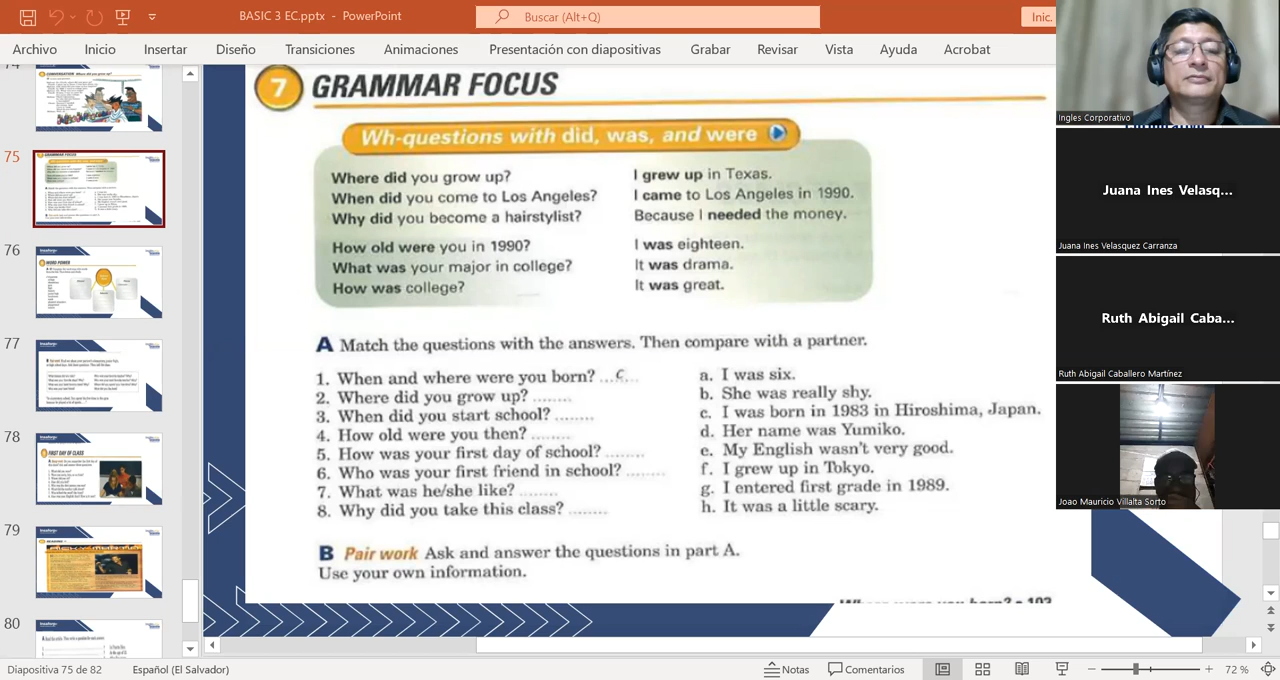 BASIC 3 EC.pptx - PowerPoint
Buscar (Alt+Q)
Inic.
Archivo Inicio Insertar Diseño Transiciones Animaciones Presentación con diapositivas Grabar Revisar Vista Ayuda Acrobat
74
75
76
77
78
79
80
7 GRAMMAR FOCUS
Wh-questions with did, was, and were
Where did you grow up? I grew up in Texas.
When did you come to Los Angeles? I came to Los Angeles in 1990.
Why did you become a hairstylist? Because I needed the money.
How old were you in 1990? I was eighteen.
What was your major in college? It was drama.
How was college? It was great.
A Match the questions with the answers. Then compare with a partner.
1. When and where were you born? ...c... a. I was six.
2. Where did you grow up? ........ b. She was really shy.
3. When did you start school? ........ c. I was born in 1983 in Hiroshima, Japan.
4. How old were you then? ........ d. Her name was Yumiko.
5. How was your first day of school? ........ e. My English wasn't very good.
6. Who was your first friend in school? ........ f. I grew up in Tokyo.
7. What was he/she like? ........ g. I entered first grade in 1989.
8. Why did you take this class? ........ h. It was a little scary.
B Pair work Ask and answer the questions in part A.
Use your own information.
Ingles Corporativo
Juana Ines Velasq...
Juana Ines Velasquez Carranza
Ruth Abigail Caba...
Ruth Abigail Caballero Martínez
Joao Mauricio Villalta Sorto
Diapositiva 75 de 82 Español (El Salvador) Notas Comentarios 72 %